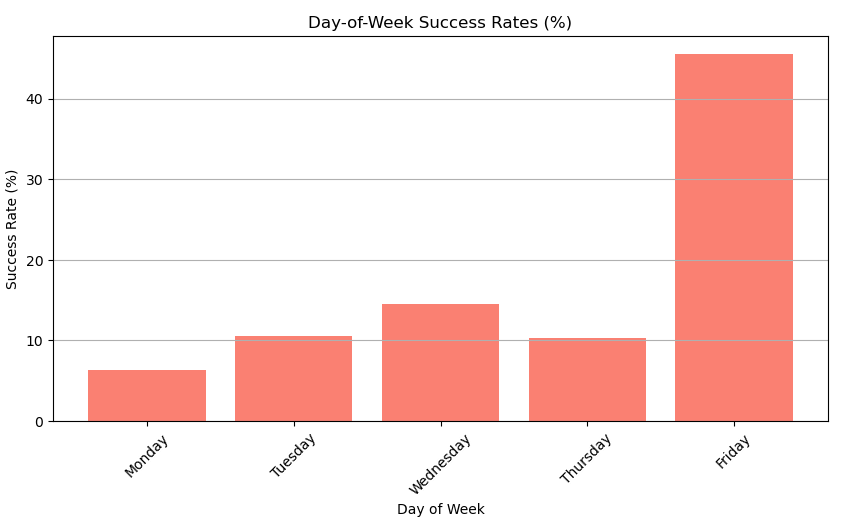 Day-of-Week Success Rates (%)
Success Rate (%)
40
30
20
10
0
Monday
Tuesday
Wednesday
Thursday
Friday
Day of Week